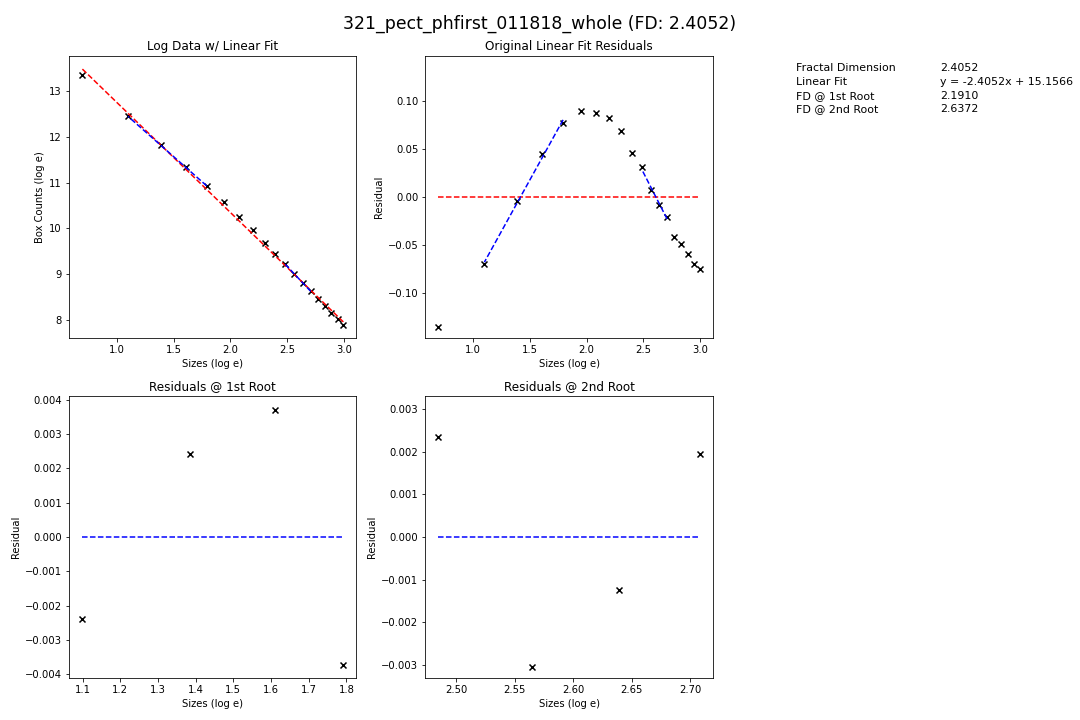 321_pect_phfirst_011818_whole (FD: 2.4052)
Log Data w/ Linear Fit
Box Counts (log e)
13
12
11
10
9
8
1.0 1.5 2.0 2.5 3.0
Sizes (log e)
Original Linear Fit Residuals
Residual
0.10
0.05
0.00
−0.05
−0.10
1.0 1.5 2.0 2.5 3.0
Sizes (log e)
Fractal Dimension 2.4052
Linear Fit y = -2.4052x + 15.1566
FD @ 1st Root 2.1910
FD @ 2nd Root 2.6372
Residuals @ 1st Root
Residual
0.004
0.003
0.002
0.001
0.000
−0.001
−0.002
−0.003
−0.004
1.1 1.2 1.3 1.4 1.5 1.6 1.7 1.8
Sizes (log e)
Residuals @ 2nd Root
Residual
0.003
0.002
0.001
0.000
−0.001
−0.002
−0.003
2.50 2.55 2.60 2.65 2.70
Sizes (log e)